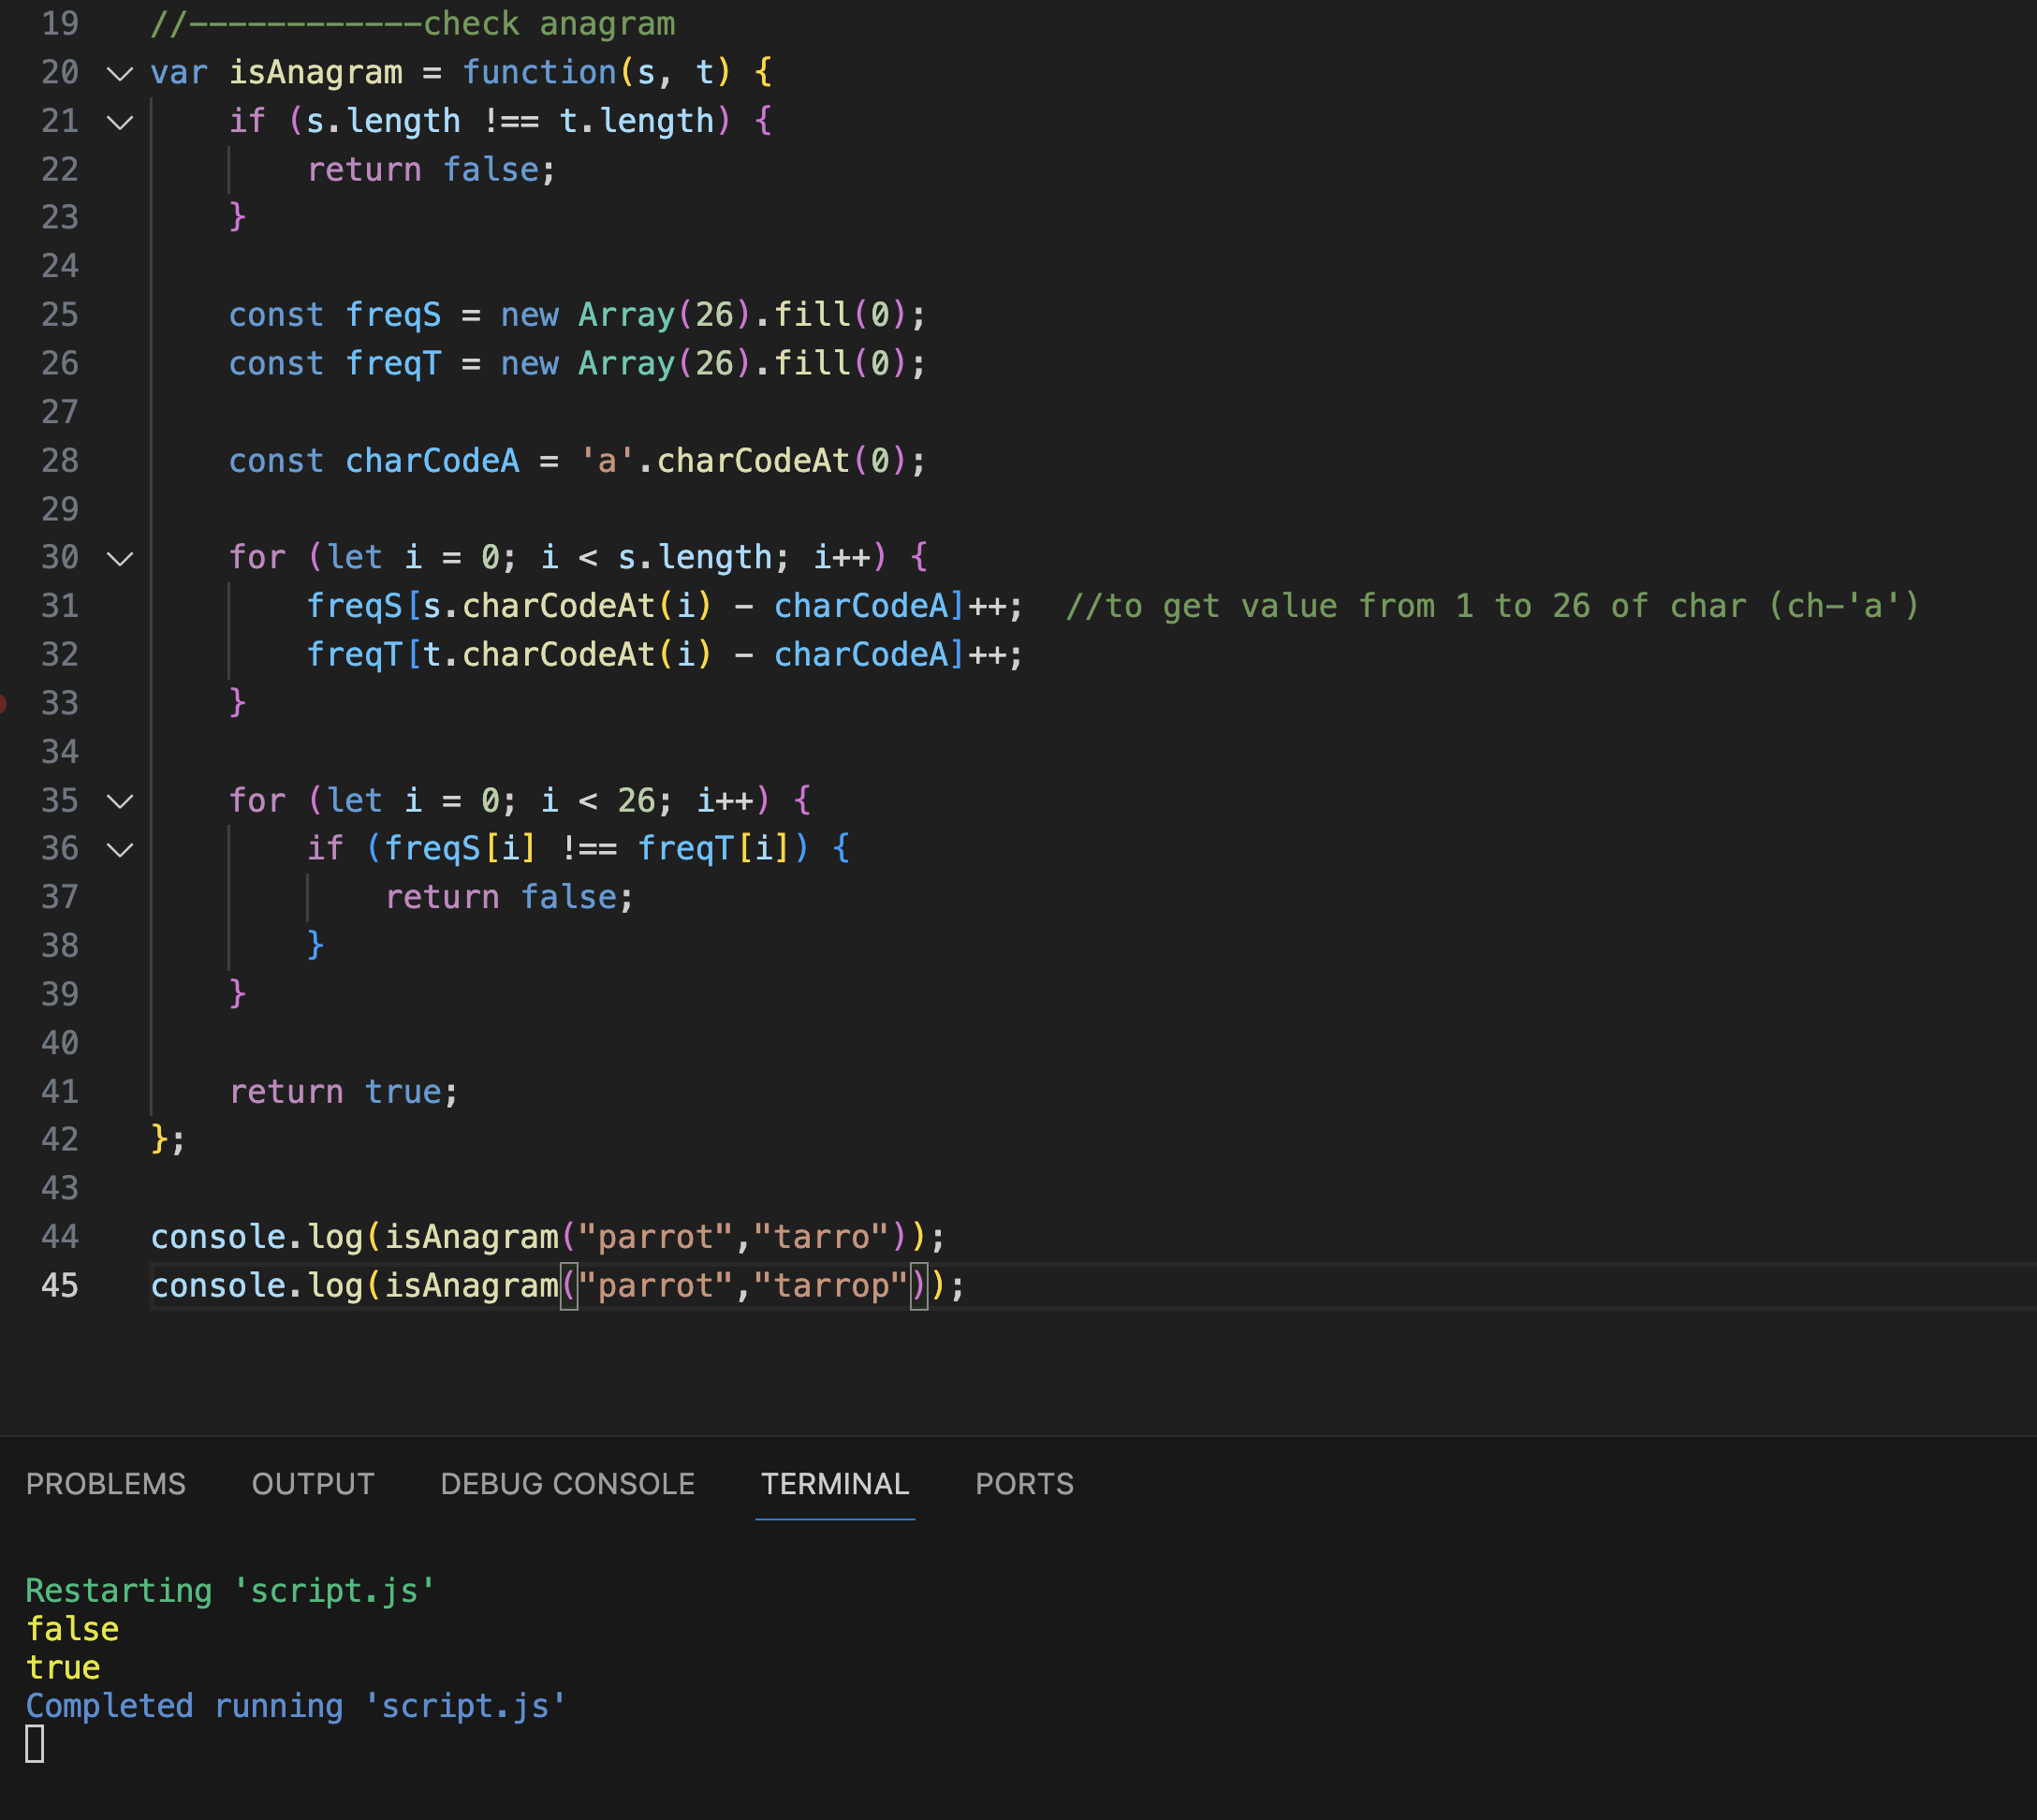 19 //------------check anagram
20 var isAnagram = function(s, t) {
21     if (s.length !== t.length) {
22         return false;
23     }
24
25     const freqS = new Array(26).fill(0);
26     const freqT = new Array(26).fill(0);
27
28     const charCodeA = 'a'.charCodeAt(0);
29
30     for (let i = 0; i < s.length; i++) {
31         freqS[s.charCodeAt(i) - charCodeA]++;  //to get value from 1 to 26 of char (ch-'a')
32         freqT[t.charCodeAt(i) - charCodeA]++;
33     }
34
35     for (let i = 0; i < 26; i++) {
36         if (freqS[i] !== freqT[i]) {
37             return false;
38         }
39     }
40
41     return true;
42 };
43
44 console.log(isAnagram("parrot","tarro"));
45 console.log(isAnagram("parrot","tarrop"));
PROBLEMS OUTPUT DEBUG CONSOLE TERMINAL PORTS
Restarting 'script.js'
false
true
Completed running 'script.js'